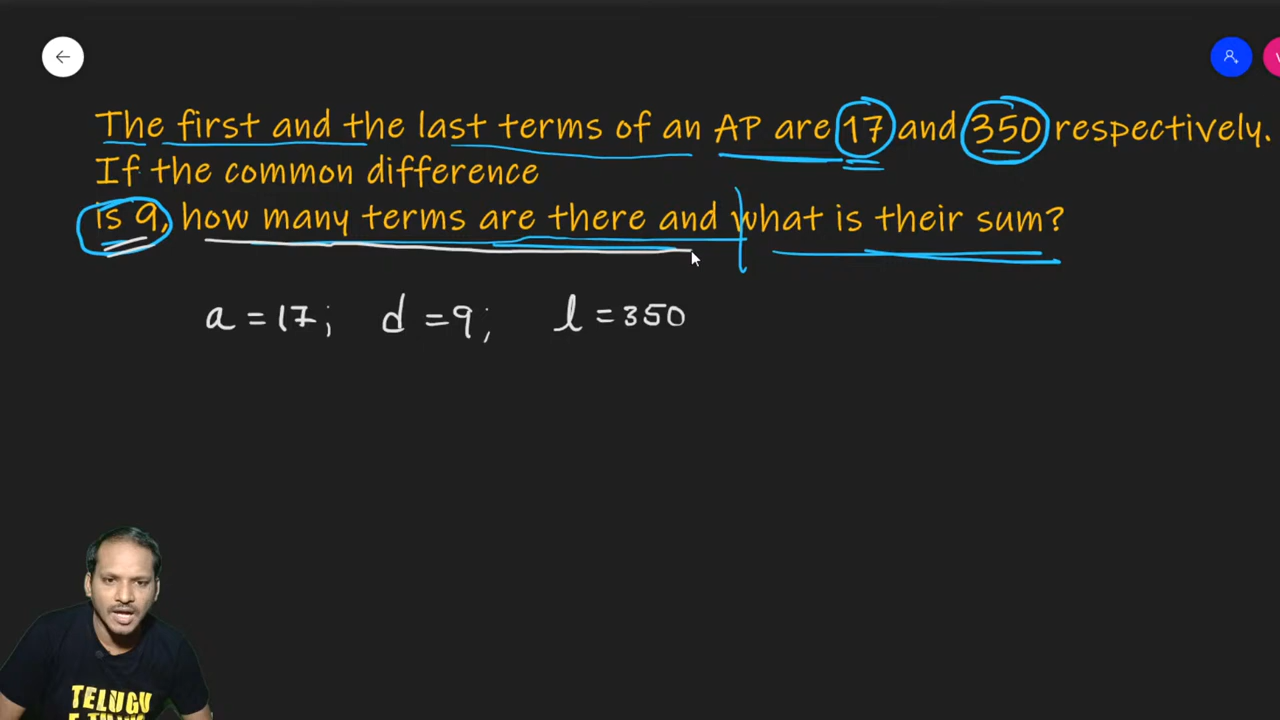 The first and the last terms of an AP are 17 and 350 respectively.
If the common difference
is 9, how many terms are there and what is their sum?
a = 17; d = 9; l = 350
TELUGU